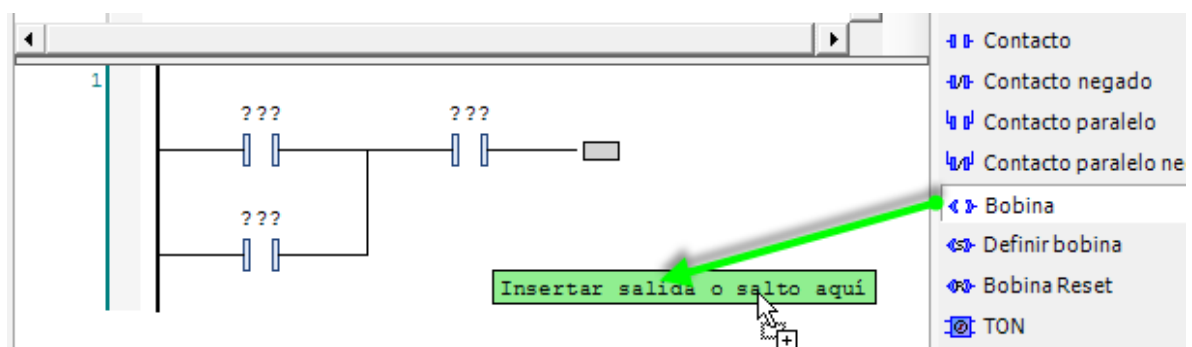 1
??? ???
???
Insertar salida o salto aquí
Contacto
Contacto negado
Contacto paralelo
Contacto paralelo ne
Bobina
Definir bobina
Bobina Reset
TON